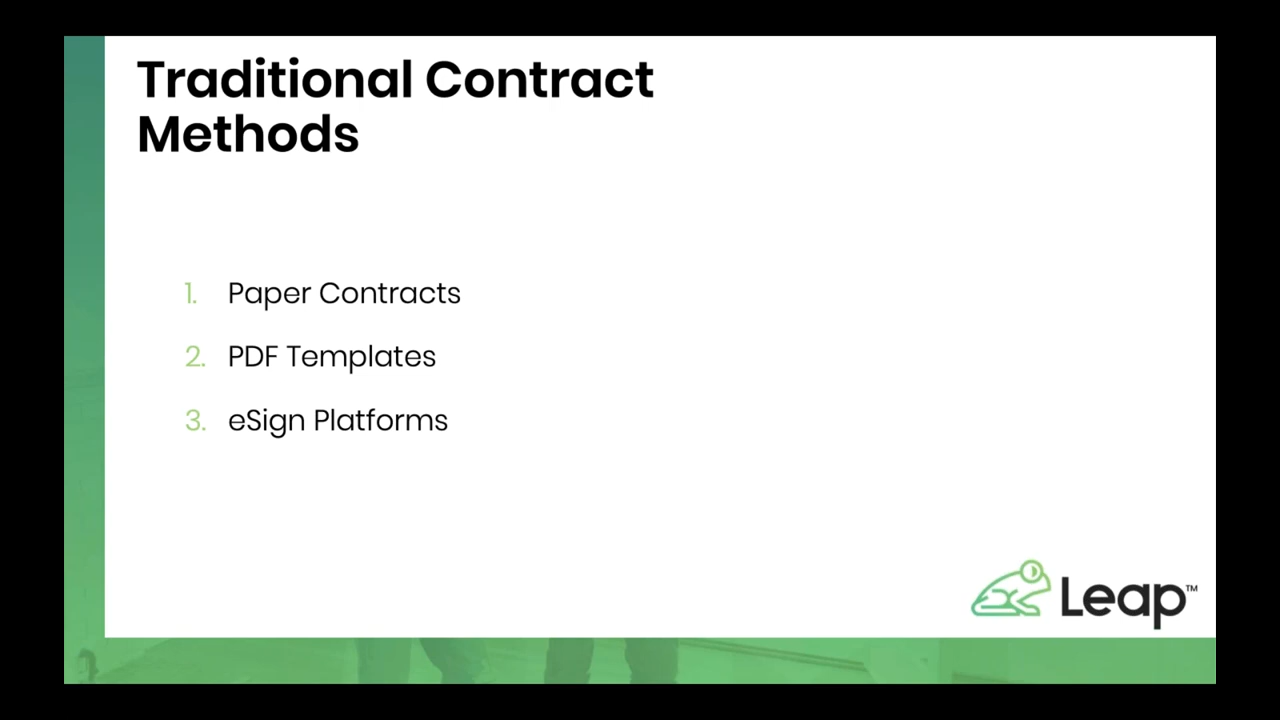 Traditional Contract
Methods
1. Paper Contracts
2. PDF Templates
3. eSign Platforms
Leap™